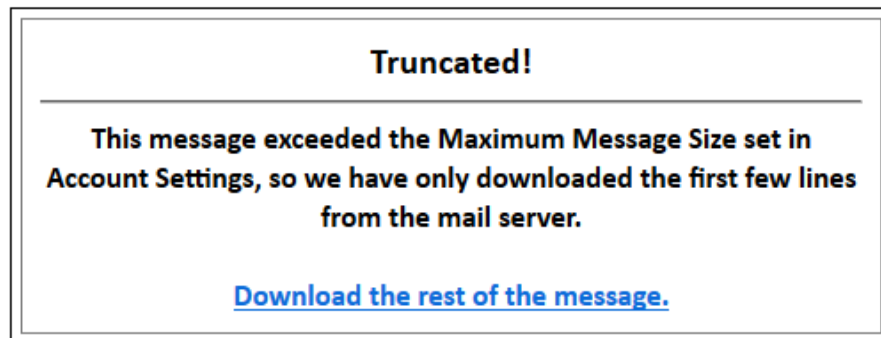 Truncated!
This message exceeded the Maximum Message Size set in
Account Settings, so we have only downloaded the first few lines
from the mail server.
Download the rest of the message.